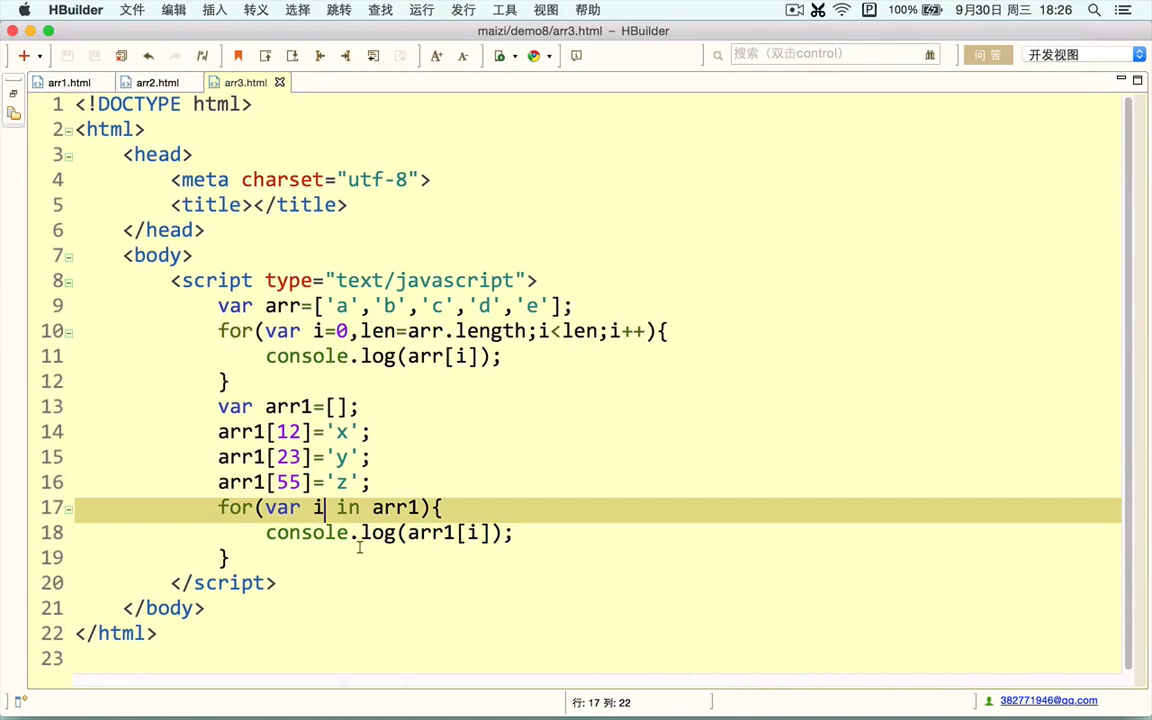 HBuilder 文件 编辑 插入 转义 选择 跳转 查找 运行 发行 工具 视图 帮助 P 100% 9月30日 周三 18:26
maizi/demo8/arr3.html – HBuilder
A+ A- 搜索（双击control） 问 答 开发视图
arr1.html arr2.html arr3.html
1 <!DOCTYPE html>
2 <html>
3 <head>
4 <meta charset="utf-8">
5 <title></title>
6 </head>
7 <body>
8 <script type="text/javascript">
9 var arr=['a','b','c','d','e'];
10 for(var i=0,len=arr.length;i<len;i++){
11 console.log(arr[i]);
12 }
13 var arr1=[];
14 arr1[12]='x';
15 arr1[23]='y';
16 arr1[55]='z';
17 for(var i in arr1){
18 console.log(arr1[i]);
19 }
20 </script>
21 </body>
22 </html>
23
行: 17 列: 22 382771946@qq.com